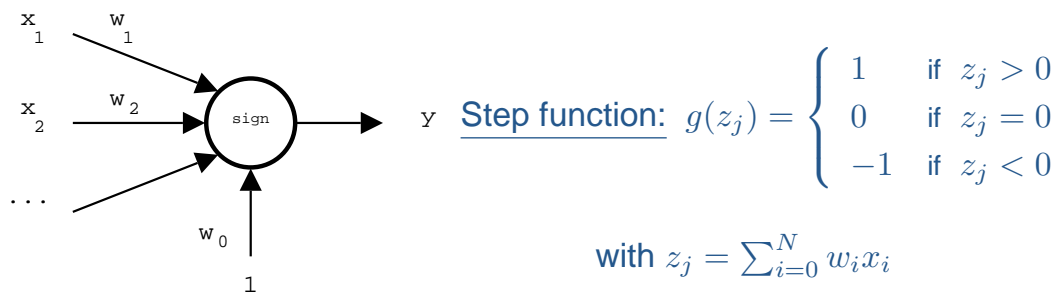 x1 w1
x2 w2
sign
y
...
w0
1
Step function: g(z_j) = { 1 if z_j > 0
0 if z_j = 0
−1 if z_j < 0
with z_j = ∑_{i=0}^{N} w_i x_i